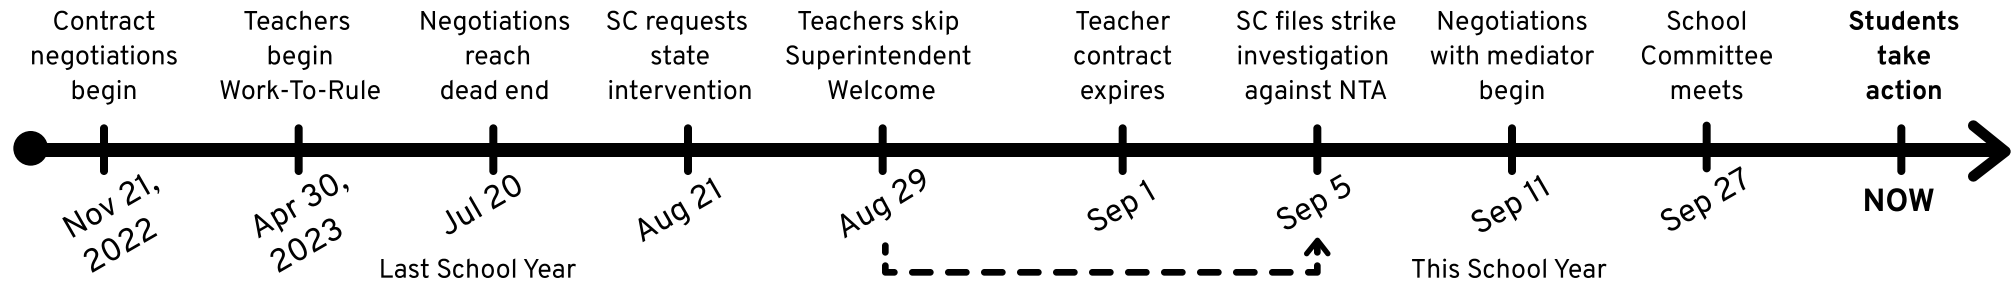 Contract
negotiations
begin
Teachers
begin
Work-To-Rule
Negotiations
reach
dead end
SC requests
state
intervention
Teachers skip
Superintendent
Welcome
Teacher
contract
expires
SC files strike
investigation
against NTA
Negotiations
with mediator
begin
School
Committee
meets
Students
take
action
Nov 21,
2022
Apr 30,
2023
Jul 20
Aug 21
Aug 29
Sep 1
Sep 5
Sep 11
Sep 27
NOW
Last School Year
This School Year